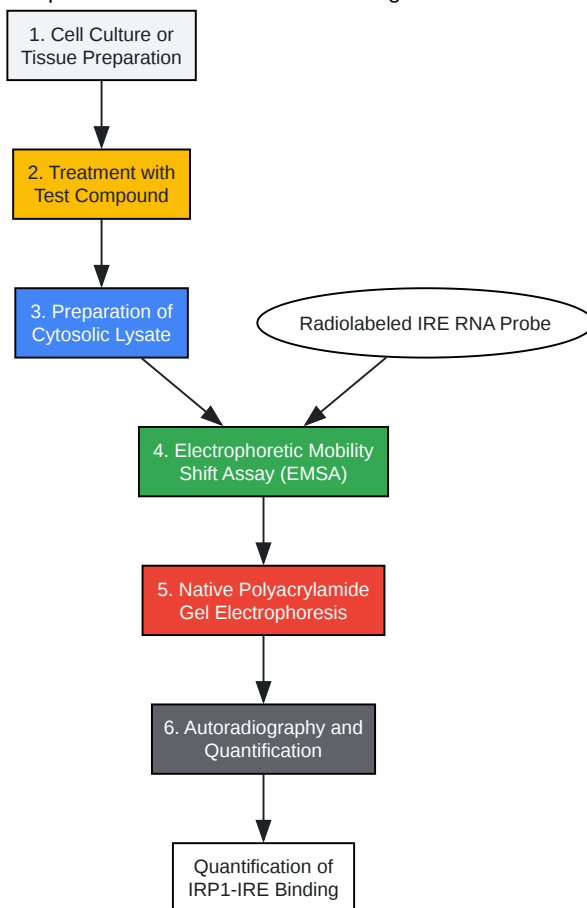 1. Cell Culture or
Tissue Preparation
2. Treatment with
Test Compound
3. Preparation of
Cytosolic Lysate
Radiolabeled IRE RNA Probe
4. Electrophoretic Mobility
Shift Assay (EMSA)
5. Native Polyacrylamide
Gel Electrophoresis
6. Autoradiography and
Quantification
Quantification of
IRP1-IRE Binding